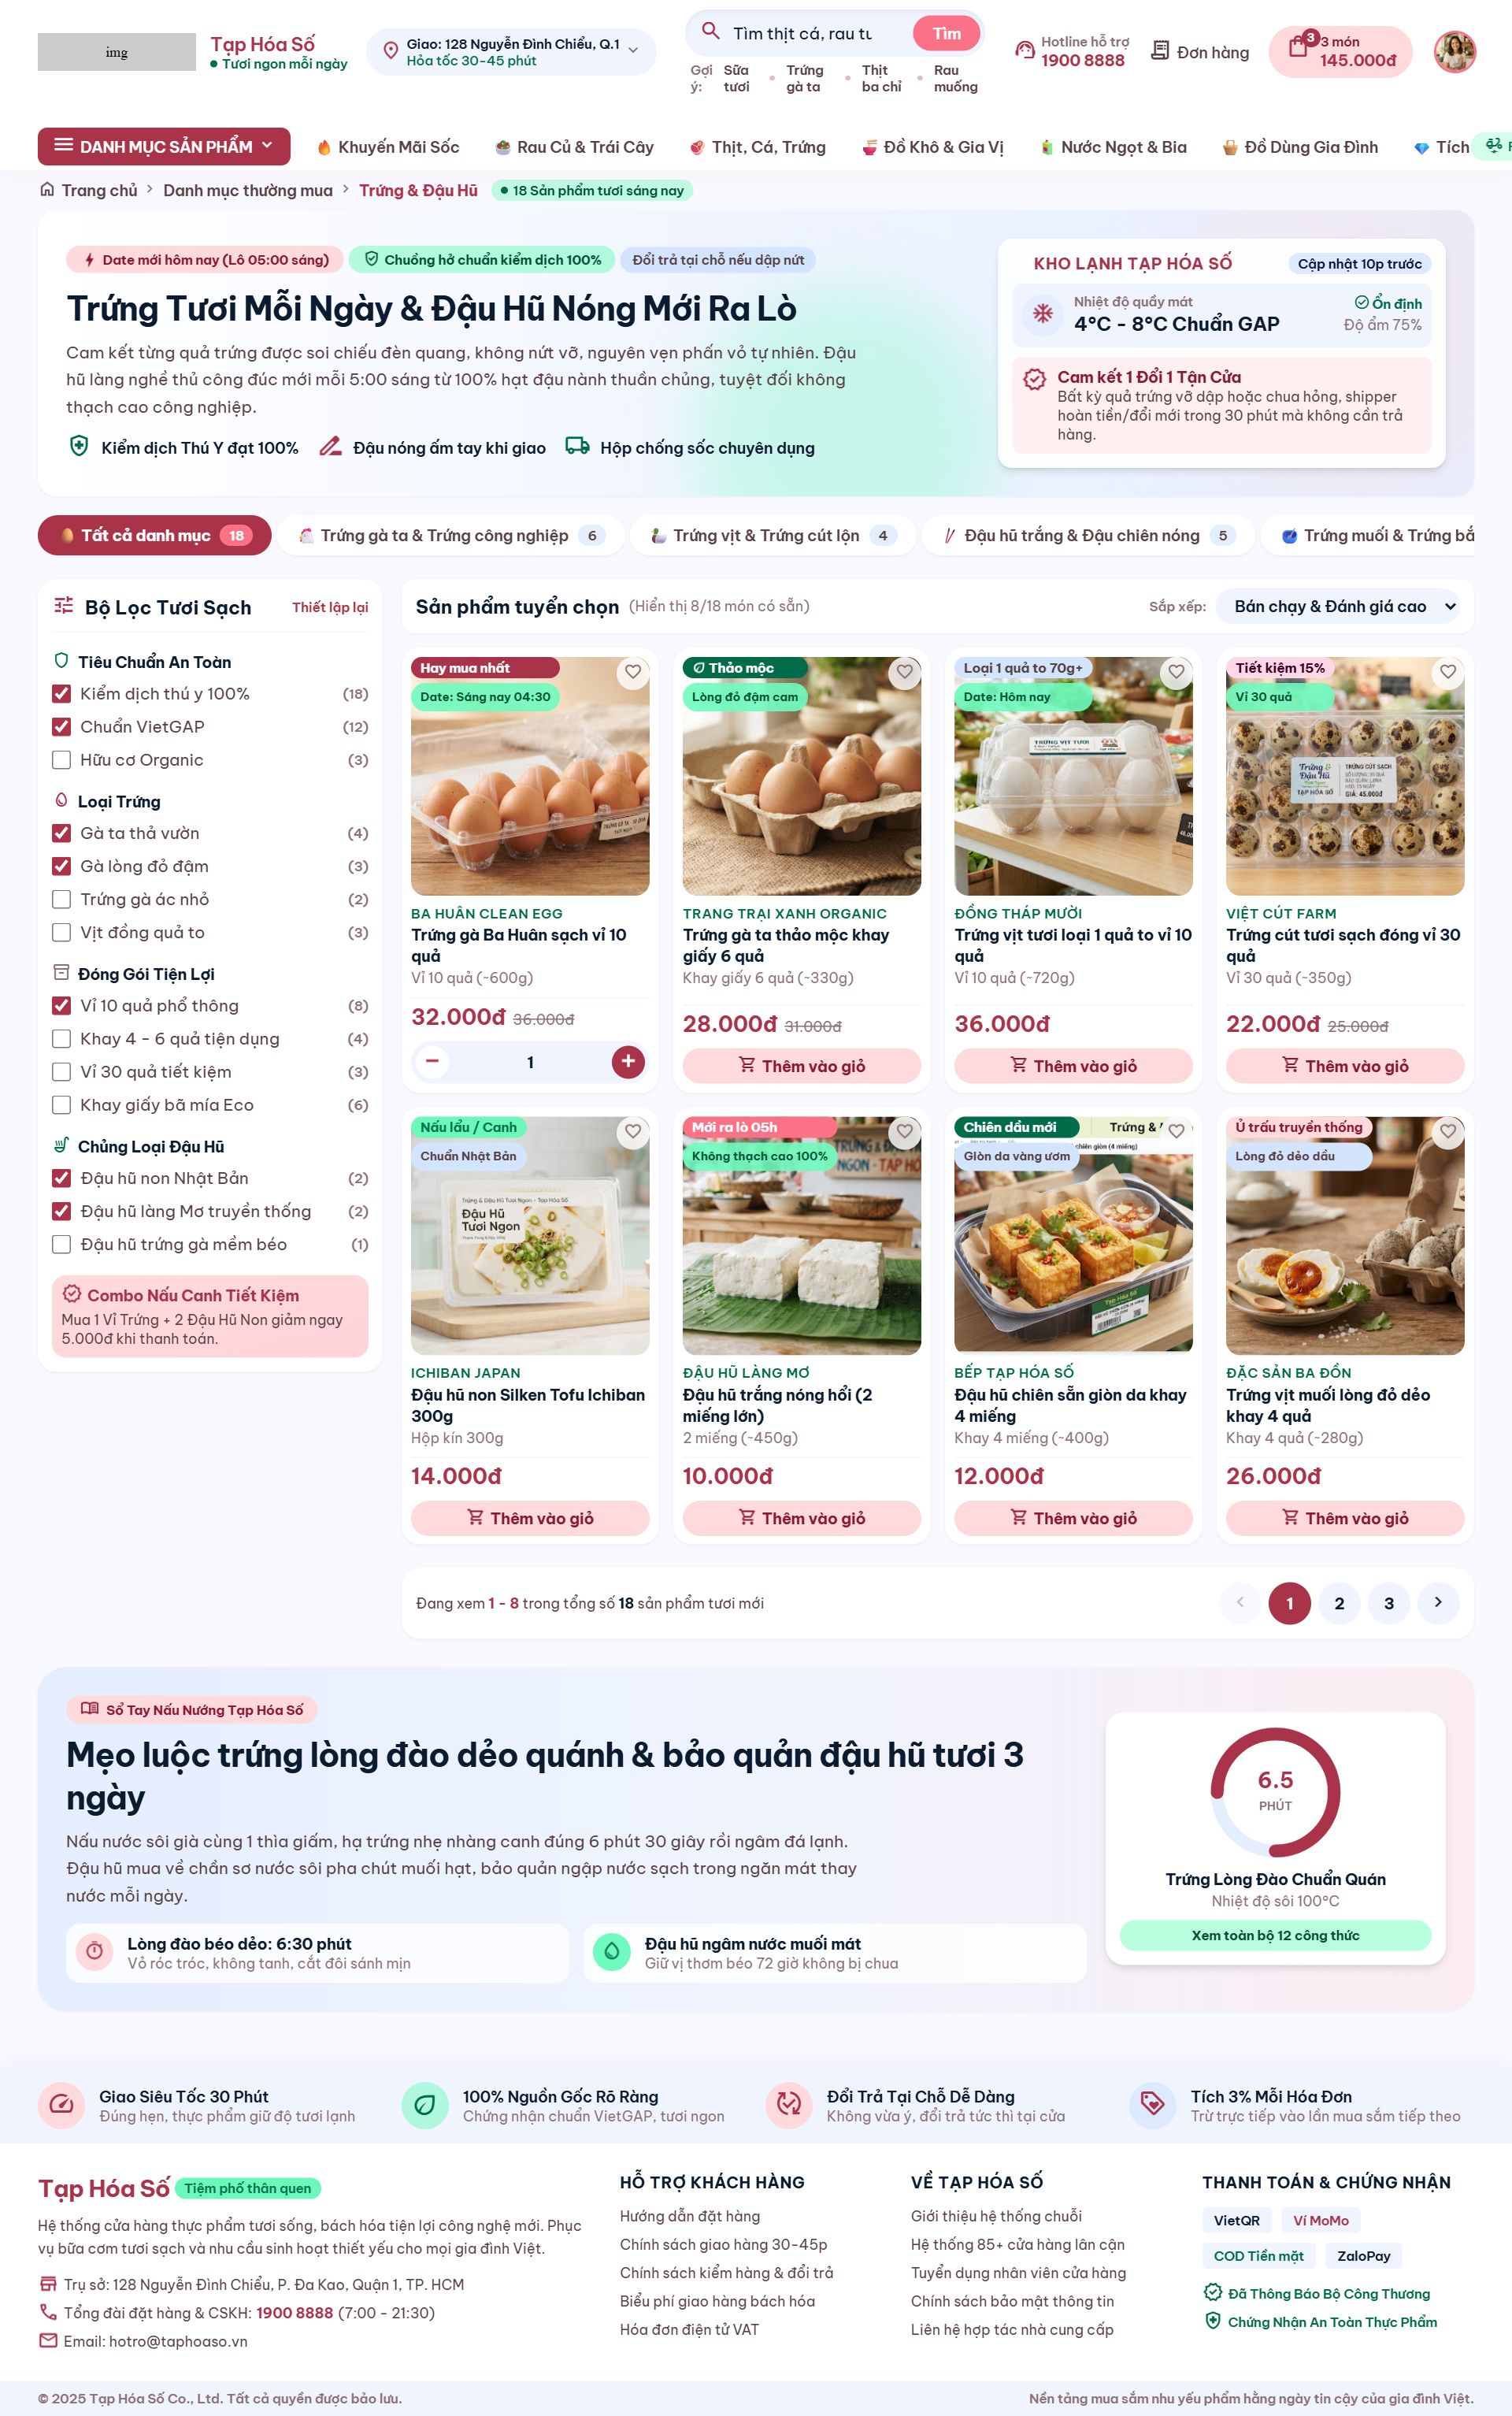 img
Tạp Hóa Số
Tươi ngon mỗi ngày
Giao: 128 Nguyễn Đình Chiểu, Q.1
Hỏa tốc 30-45 phút
Tìm thịt cá, rau tư
Tìm
Gợi ý:
Sữa tươi
Trứng gà ta
Thịt ba chỉ
Rau muống
Hotline hỗ trợ
1900 8888
Đơn hàng
3
3 món
145.000đ
DANH MỤC SẢN PHẨM
Khuyến Mãi Sốc
Rau Củ & Trái Cây
Thịt, Cá, Trứng
Đồ Khô & Gia Vị
Nước Ngọt & Bia
Đồ Dùng Gia Đình
Tích
Trang chủ
Danh mục thường mua
Trứng & Đậu Hũ
18 Sản phẩm tươi sáng nay
Date mới hôm nay (Lô 05:00 sáng)
Chuồng hở chuẩn kiểm dịch 100%
Đổi trả tại chỗ nếu dập nứt
Trứng Tươi Mỗi Ngày & Đậu Hũ Nóng Mới Ra Lò
Cam kết từng quả trứng được soi chiếu đèn quang, không nứt vỡ, nguyên vẹn phấn vỏ tự nhiên. Đậu
hũ làng nghề thủ công đúc mới mỗi 5:00 sáng từ 100% hạt đậu nành thuần chủng, tuyệt đối không
thạch cao công nghiệp.
Kiểm dịch Thú Y đạt 100%
Đậu nóng ấm tay khi giao
Hộp chống sốc chuyên dụng
KHO LẠNH TẠP HÓA SỐ
Cập nhật 10p trước
Nhiệt độ quầy mát
4°C - 8°C Chuẩn GAP
Ổn định
Độ ẩm 75%
Cam kết 1 Đổi 1 Tận Cửa
Bất kỳ quả trứng vỡ dập hoặc chua hỏng, shipper
hoàn tiền/đổi mới trong 30 phút mà không cần trả
hàng.
Tất cả danh mục 18
Trứng gà ta & Trứng công nghiệp 6
Trứng vịt & Trứng cút lộn 4
Đậu hũ trắng & Đậu chiên nóng 5
Trứng muối & Trứng bắ
Bộ Lọc Tươi Sạch
Thiết lập lại
Tiêu Chuẩn An Toàn
Kiểm dịch thú y 100% (18)
Chuẩn VietGAP (12)
Hữu cơ Organic (3)
Loại Trứng
Gà ta thả vườn (4)
Gà lòng đỏ đậm (3)
Trứng gà ác nhỏ (2)
Vịt đồng quả to (3)
Đóng Gói Tiện Lợi
Vỉ 10 quả phổ thông (8)
Khay 4 - 6 quả tiện dụng (4)
Vỉ 30 quả tiết kiệm (3)
Khay giấy bã mía Eco (6)
Chủng Loại Đậu Hũ
Đậu hũ non Nhật Bản (2)
Đậu hũ làng Mơ truyền thống (2)
Đậu hũ trứng gà mềm béo (1)
Combo Nấu Canh Tiết Kiệm
Mua 1 Vỉ Trứng + 2 Đậu Hũ Non giảm ngay
5.000đ khi thanh toán.
Sản phẩm tuyển chọn (Hiển thị 8/18 món có sẵn)
Sắp xếp:
Bán chạy & Đánh giá cao
Hay mua nhất
Date: Sáng nay 04:30
BA HUÂN CLEAN EGG
Trứng gà Ba Huân sạch vỉ 10
quả
Vỉ 10 quả (~600g)
32.000đ 36.000đ
1
Thảo mộc
Lòng đỏ đậm cam
TRANG TRẠI XANH ORGANIC
Trứng gà ta thảo mộc khay
giấy 6 quả
Khay giấy 6 quả (~330g)
28.000đ 31.000đ
Thêm vào giỏ
Loại 1 quả to 70g+
Date: Hôm nay
TRỨNG VỊT TƯƠI
ĐỒNG THÁP MƯỜI
Trứng vịt tươi loại 1 quả to vỉ 10
quả
Vỉ 10 quả (~720g)
36.000đ
Thêm vào giỏ
Tiết kiệm 15%
Vỉ 30 quả
Trứng &
Đậu Hũ
TẠP HÓA SỐ
TRỨNG CÚT SẠCH
GIÁ: 45.000đ
VIỆT CÚT FARM
Trứng cút tươi sạch đóng vỉ 30
quả
Vỉ 30 quả (~350g)
22.000đ 25.000đ
Thêm vào giỏ
Nấu lẩu / Canh
Chuẩn Nhật Bản
Trứng & Đậu Hũ Tươi Ngon - Tạp Hóa Số
Đậu Hũ
Tươi Ngon
ICHIBAN JAPAN
Đậu hũ non Silken Tofu Ichiban
300g
Hộp kín 300g
14.000đ
Thêm vào giỏ
Mới ra lò 05h
Không thạch cao 100%
ĐẬU HŨ LÀNG MƠ
Đậu hũ trắng nóng hổi (2
miếng lớn)
2 miếng (~450g)
10.000đ
Thêm vào giỏ
Chiên dầu mới
Trứng &
Giòn da vàng ươm
chiên giòn (4 miếng)
Tạp Hóa Số
BẾP TẠP HÓA SỐ
Đậu hũ chiên sẵn giòn da khay
4 miếng
Khay 4 miếng (~400g)
12.000đ
Thêm vào giỏ
Ủ trấu truyền thống
Lòng đỏ dẻo dầu
ĐẶC SẢN BA ĐỒN
Trứng vịt muối lòng đỏ dẻo
khay 4 quả
Khay 4 quả (~280g)
26.000đ
Thêm vào giỏ
Đang xem 1 - 8 trong tổng số 18 sản phẩm tươi mới
1 2 3
Sổ Tay Nấu Nướng Tạp Hóa Số
Mẹo luộc trứng lòng đào dẻo quánh & bảo quản đậu hũ tươi 3
ngày
Nấu nước sôi già cùng 1 thìa giấm, hạ trứng nhẹ nhàng canh đúng 6 phút 30 giây rồi ngâm đá lạnh.
Đậu hũ mua về chần sơ nước sôi pha chút muối hạt, bảo quản ngập nước sạch trong ngăn mát thay
nước mỗi ngày.
Lòng đào béo dẻo: 6:30 phút
Vỏ róc tróc, không tanh, cắt đôi sánh mịn
Đậu hũ ngâm nước muối mát
Giữ vị thơm béo 72 giờ không bị chua
6.5
PHÚT
Trứng Lòng Đào Chuẩn Quán
Nhiệt độ sôi 100°C
Xem toàn bộ 12 công thức
Giao Siêu Tốc 30 Phút
Đúng hẹn, thực phẩm giữ độ tươi lạnh
100% Nguồn Gốc Rõ Ràng
Chứng nhận chuẩn VietGAP, tươi ngon
Đổi Trả Tại Chỗ Dễ Dàng
Không vừa ý, đổi trả tức thì tại cửa
Tích 3% Mỗi Hóa Đơn
Trừ trực tiếp vào lần mua sắm tiếp theo
Tạp Hóa Số
Tiệm phố thân quen
Hệ thống cửa hàng thực phẩm tươi sống, bách hóa tiện lợi công nghệ mới. Phục
vụ bữa cơm tươi sạch và nhu cầu sinh hoạt thiết yếu cho mọi gia đình Việt.
Trụ sở: 128 Nguyễn Đình Chiểu, P. Đa Kao, Quận 1, TP. HCM
Tổng đài đặt hàng & CSKH: 1900 8888 (7:00 - 21:30)
Email: hotro@taphoaso.vn
HỖ TRỢ KHÁCH HÀNG
Hướng dẫn đặt hàng
Chính sách giao hàng 30-45p
Chính sách kiểm hàng & đổi trả
Biểu phí giao hàng bách hóa
Hóa đơn điện tử VAT
VỀ TẠP HÓA SỐ
Giới thiệu hệ thống chuỗi
Hệ thống 85+ cửa hàng lân cận
Tuyển dụng nhân viên cửa hàng
Chính sách bảo mật thông tin
Liên hệ hợp tác nhà cung cấp
THANH TOÁN & CHỨNG NHẬN
VietQR
Ví MoMo
COD Tiền mặt
ZaloPay
Đã Thông Báo Bộ Công Thương
Chứng Nhận An Toàn Thực Phẩm
© 2025 Tạp Hóa Số Co., Ltd. Tất cả quyền được bảo lưu.
Nền tảng mua sắm nhu yếu phẩm hằng ngày tin cậy của gia đình Việt.